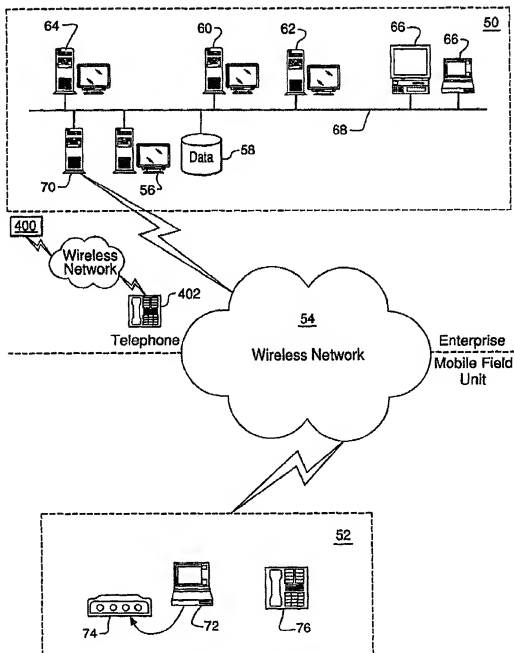 64
60
62
66
66
50
68
Data
58
70
56
400
Wireless
Network
402
Telephone
54
Wireless Network
Enterprise
Mobile Field
Unit
52
74
72
76